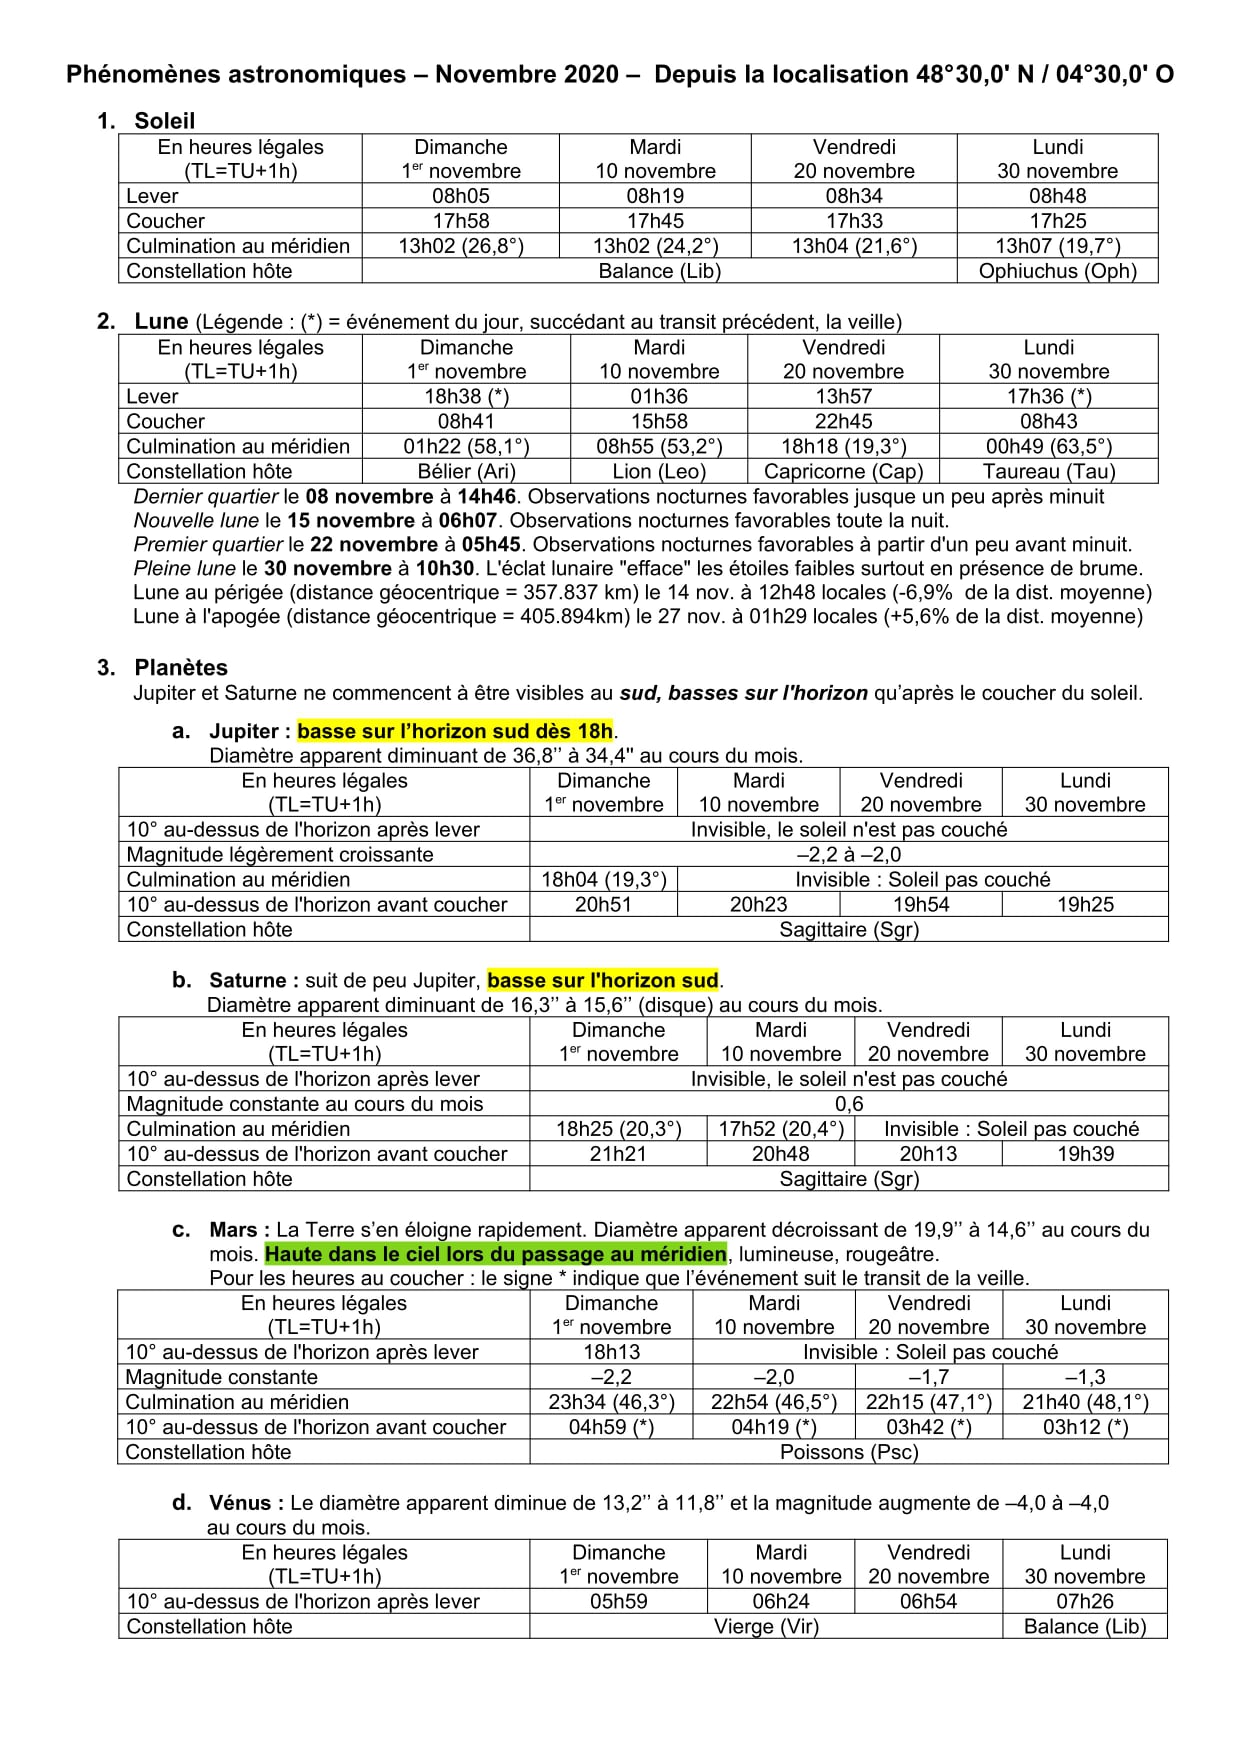 Phénomènes astronomiques – Novembre 2020 – Depuis la localisation 48°30,0' N / 04°30,0' O
1. Soleil
En heures légales (TL=TU+1h) Dimanche 1er novembre Mardi 10 novembre Vendredi 20 novembre Lundi 30 novembre
Lever 08h05 08h19 08h34 08h48
Coucher 17h58 17h45 17h33 17h25
Culmination au méridien 13h02 (26,8°) 13h02 (24,2°) 13h04 (21,6°) 13h07 (19,7°)
Constellation hôte Balance (Lib) Ophiuchus (Oph)
2. Lune (Légende : (*) = événement du jour, succédant au transit précédent, la veille)
En heures légales (TL=TU+1h) Dimanche 1er novembre Mardi 10 novembre Vendredi 20 novembre Lundi 30 novembre
Lever 18h38 (*) 01h36 13h57 17h36 (*)
Coucher 08h41 15h58 22h45 08h43
Culmination au méridien 01h22 (58,1°) 08h55 (53,2°) 18h18 (19,3°) 00h49 (63,5°)
Constellation hôte Bélier (Ari) Lion (Leo) Capricorne (Cap) Taureau (Tau)
Dernier quartier le 08 novembre à 14h46. Observations nocturnes favorables jusque un peu après minuit
Nouvelle lune le 15 novembre à 06h07. Observations nocturnes favorables toute la nuit.
Premier quartier le 22 novembre à 05h45. Observations nocturnes favorables à partir d'un peu avant minuit.
Pleine lune le 30 novembre à 10h30. L'éclat lunaire "efface" les étoiles faibles surtout en présence de brume.
Lune au périgée (distance géocentrique = 357.837 km) le 14 nov. à 12h48 locales (-6,9% de la dist. moyenne)
Lune à l'apogée (distance géocentrique = 405.894km) le 27 nov. à 01h29 locales (+5,6% de la dist. moyenne)
3. Planètes
Jupiter et Saturne ne commencent à être visibles au sud, basses sur l'horizon qu’après le coucher du soleil.
a. Jupiter : basse sur l’horizon sud dès 18h.
Diamètre apparent diminuant de 36,8’’ à 34,4'' au cours du mois.
En heures légales (TL=TU+1h) Dimanche 1er novembre Mardi 10 novembre Vendredi 20 novembre Lundi 30 novembre
10° au-dessus de l'horizon après lever Invisible, le soleil n'est pas couché
Magnitude légèrement croissante –2,2 à –2,0
Culmination au méridien 18h04 (19,3°) Invisible : Soleil pas couché
10° au-dessus de l'horizon avant coucher 20h51 20h23 19h54 19h25
Constellation hôte Sagittaire (Sgr)
b. Saturne : suit de peu Jupiter, basse sur l'horizon sud.
Diamètre apparent diminuant de 16,3’’ à 15,6’’ (disque) au cours du mois.
En heures légales (TL=TU+1h) Dimanche 1er novembre Mardi 10 novembre Vendredi 20 novembre Lundi 30 novembre
10° au-dessus de l'horizon après lever Invisible, le soleil n'est pas couché
Magnitude constante au cours du mois 0,6
Culmination au méridien 18h25 (20,3°) 17h52 (20,4°) Invisible : Soleil pas couché
10° au-dessus de l'horizon avant coucher 21h21 20h48 20h13 19h39
Constellation hôte Sagittaire (Sgr)
c. Mars : La Terre s’en éloigne rapidement. Diamètre apparent décroissant de 19,9’’ à 14,6’’ au cours du
mois. Haute dans le ciel lors du passage au méridien, lumineuse, rougeâtre.
Pour les heures au coucher : le signe * indique que l’événement suit le transit de la veille.
En heures légales (TL=TU+1h) Dimanche 1er novembre Mardi 10 novembre Vendredi 20 novembre Lundi 30 novembre
10° au-dessus de l'horizon après lever 18h13 Invisible : Soleil pas couché
Magnitude constante –2,2 –2,0 –1,7 –1,3
Culmination au méridien 23h34 (46,3°) 22h54 (46,5°) 22h15 (47,1°) 21h40 (48,1°)
10° au-dessus de l'horizon avant coucher 04h59 (*) 04h19 (*) 03h42 (*) 03h12 (*)
Constellation hôte Poissons (Psc)
d. Vénus : Le diamètre apparent diminue de 13,2’’ à 11,8’’ et la magnitude augmente de –4,0 à –4,0
au cours du mois.
En heures légales (TL=TU+1h) Dimanche 1er novembre Mardi 10 novembre Vendredi 20 novembre Lundi 30 novembre
10° au-dessus de l'horizon après lever 05h59 06h24 06h54 07h26
Constellation hôte Vierge (Vir) Balance (Lib)